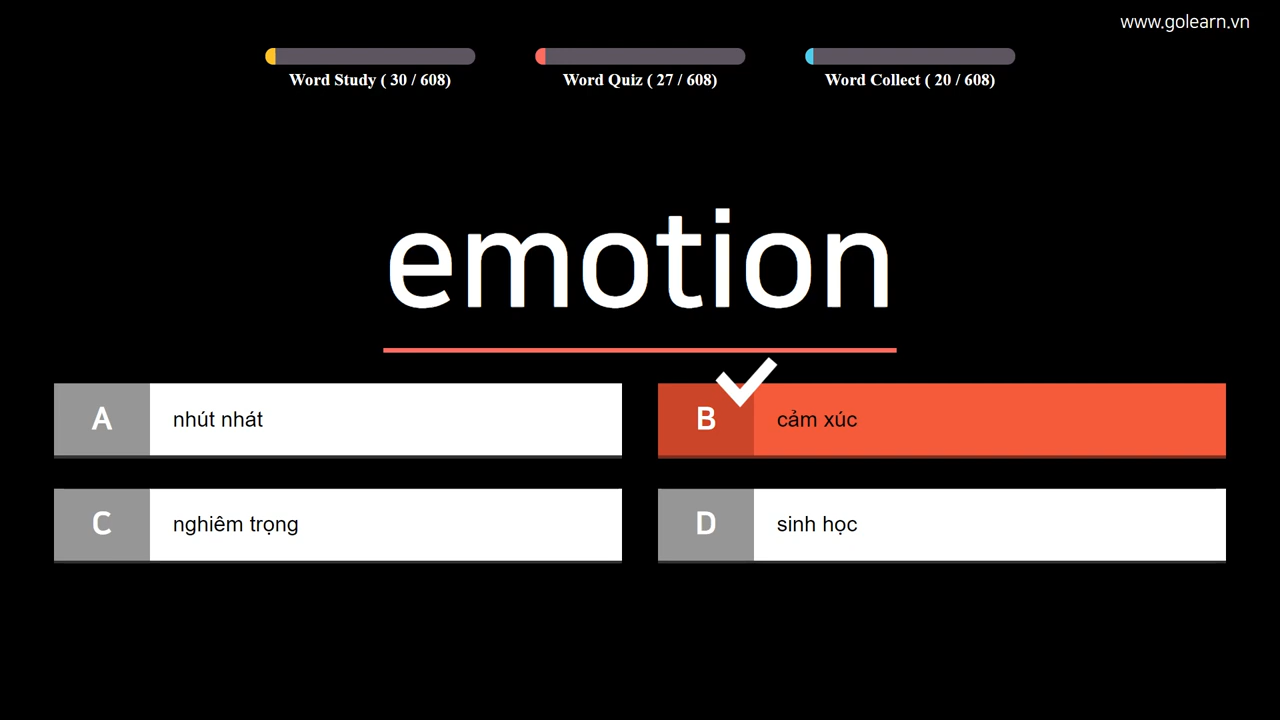 www.golearn.vn
Word Study ( 30 / 608)
Word Quiz ( 27 / 608)
Word Collect ( 20 / 608)
emotion
A nhút nhát
B cảm xúc
C nghiêm trọng
D sinh học